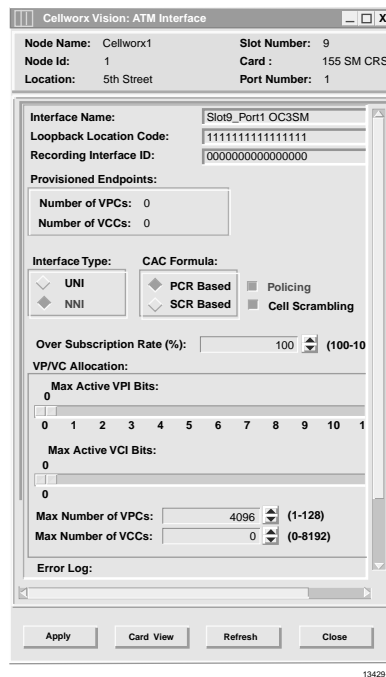 Cellworx Vision: ATM Interface
Node Name: Cellworx1 Slot Number: 9
Node Id: 1 Card : 155 SM CRS
Location: 5th Street Port Number: 1
Interface Name: Slot9_Port1 OC3SM
Loopback Location Code: 1111111111111111
Recording Interface ID: 0000000000000000
Provisioned Endpoints:
Number of VPCs: 0
Number of VCCs: 0
Interface Type: CAC Formula:
UNI PCR Based Policing
NNI SCR Based Cell Scrambling
Over Subscription Rate (%): 100 (100-10
VP/VC Allocation:
Max Active VPI Bits:
0
0 1 2 3 4 5 6 7 8 9 10 1
Max Active VCI Bits:
0
0
Max Number of VPCs: 4096 (1-128)
Max Number of VCCs: 0 (0-8192)
Error Log:
Apply Card View Refresh Close
13429